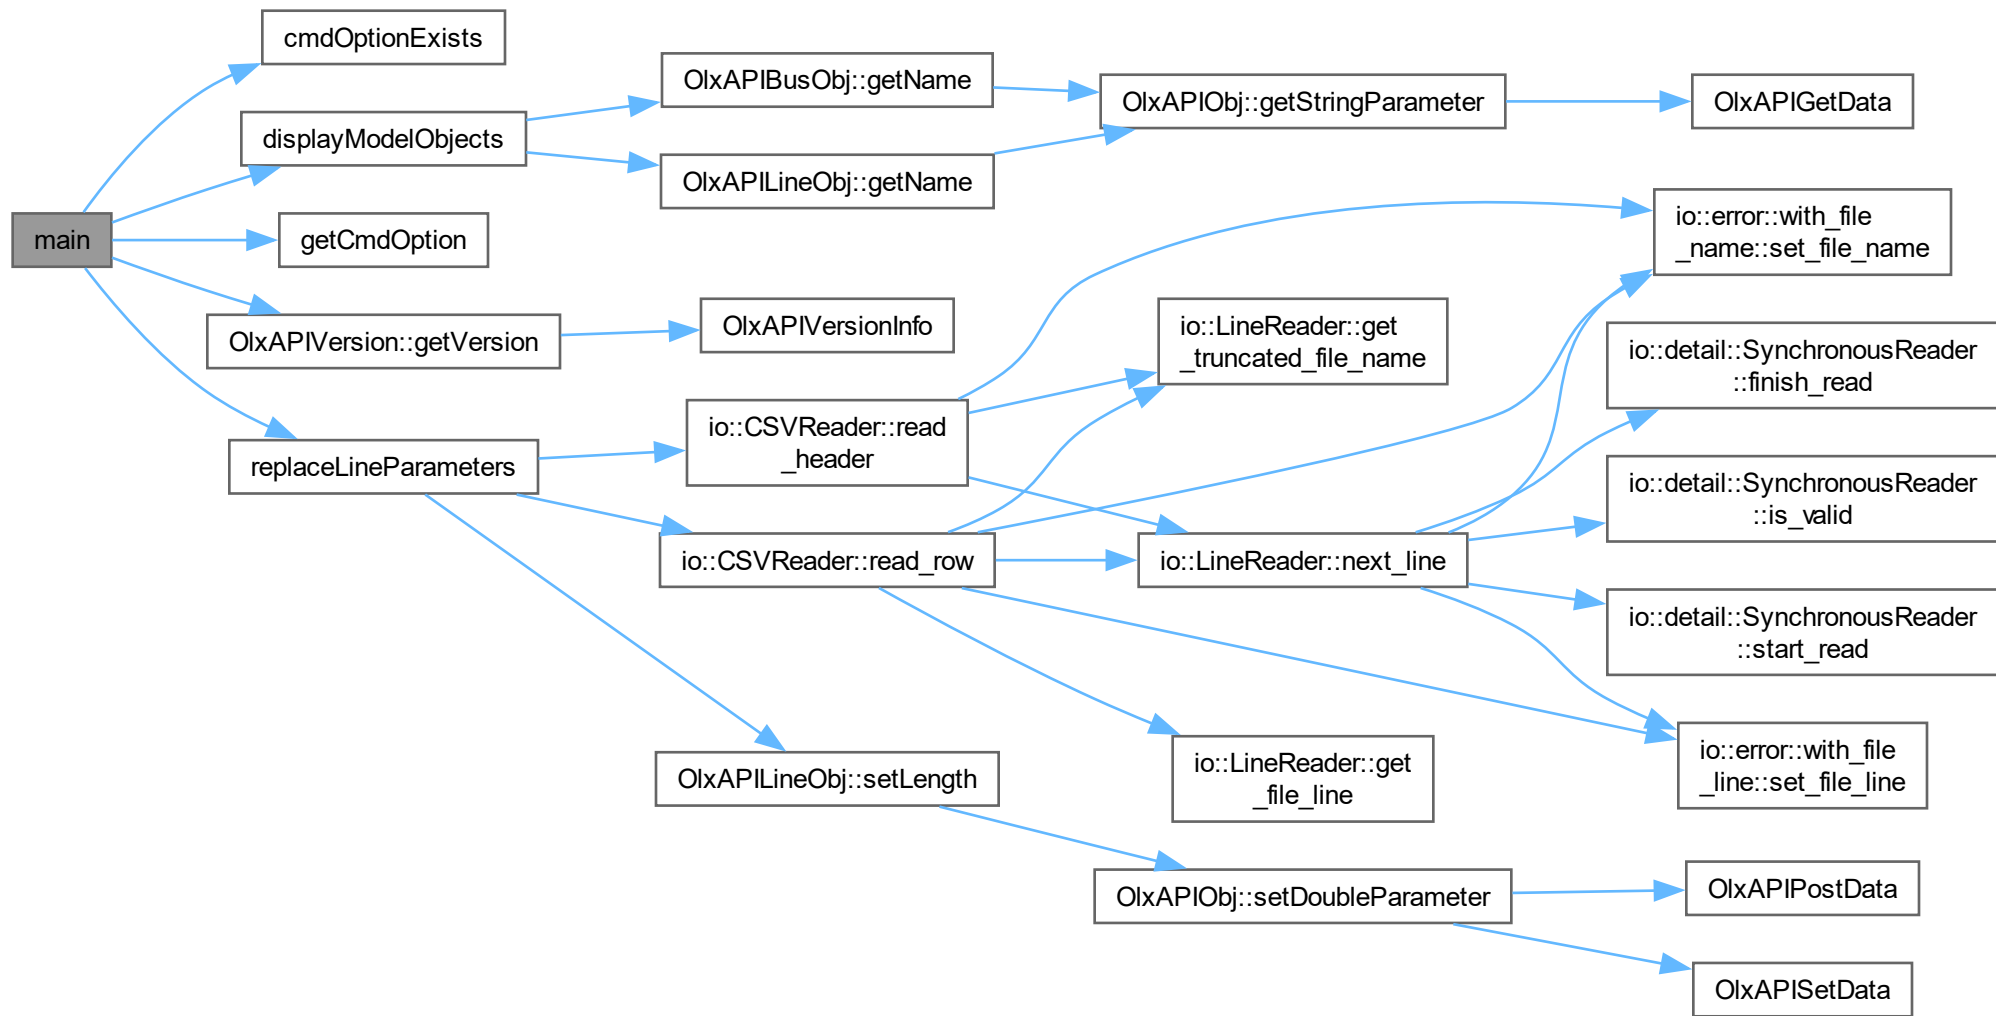 main
cmdOptionExists
displayModelObjects
getCmdOption
OlxAPIVersion::getVersion
replaceLineParameters
OlxAPIBusObj::getName
OlxAPILineObj::getName
OlxAPIVersionInfo
io::CSVReader::read
_header
io::CSVReader::read_row
OlxAPILineObj::setLength
OlxAPIObj::getStringParameter
io::LineReader::get
_truncated_file_name
io::LineReader::next_line
io::LineReader::get
_file_line
OlxAPIObj::setDoubleParameter
OlxAPIGetData
io::error::with_file
_name::set_file_name
io::detail::SynchronousReader
::finish_read
io::detail::SynchronousReader
::is_valid
io::detail::SynchronousReader
::start_read
io::error::with_file
_line::set_file_line
OlxAPIPostData
OlxAPISetData